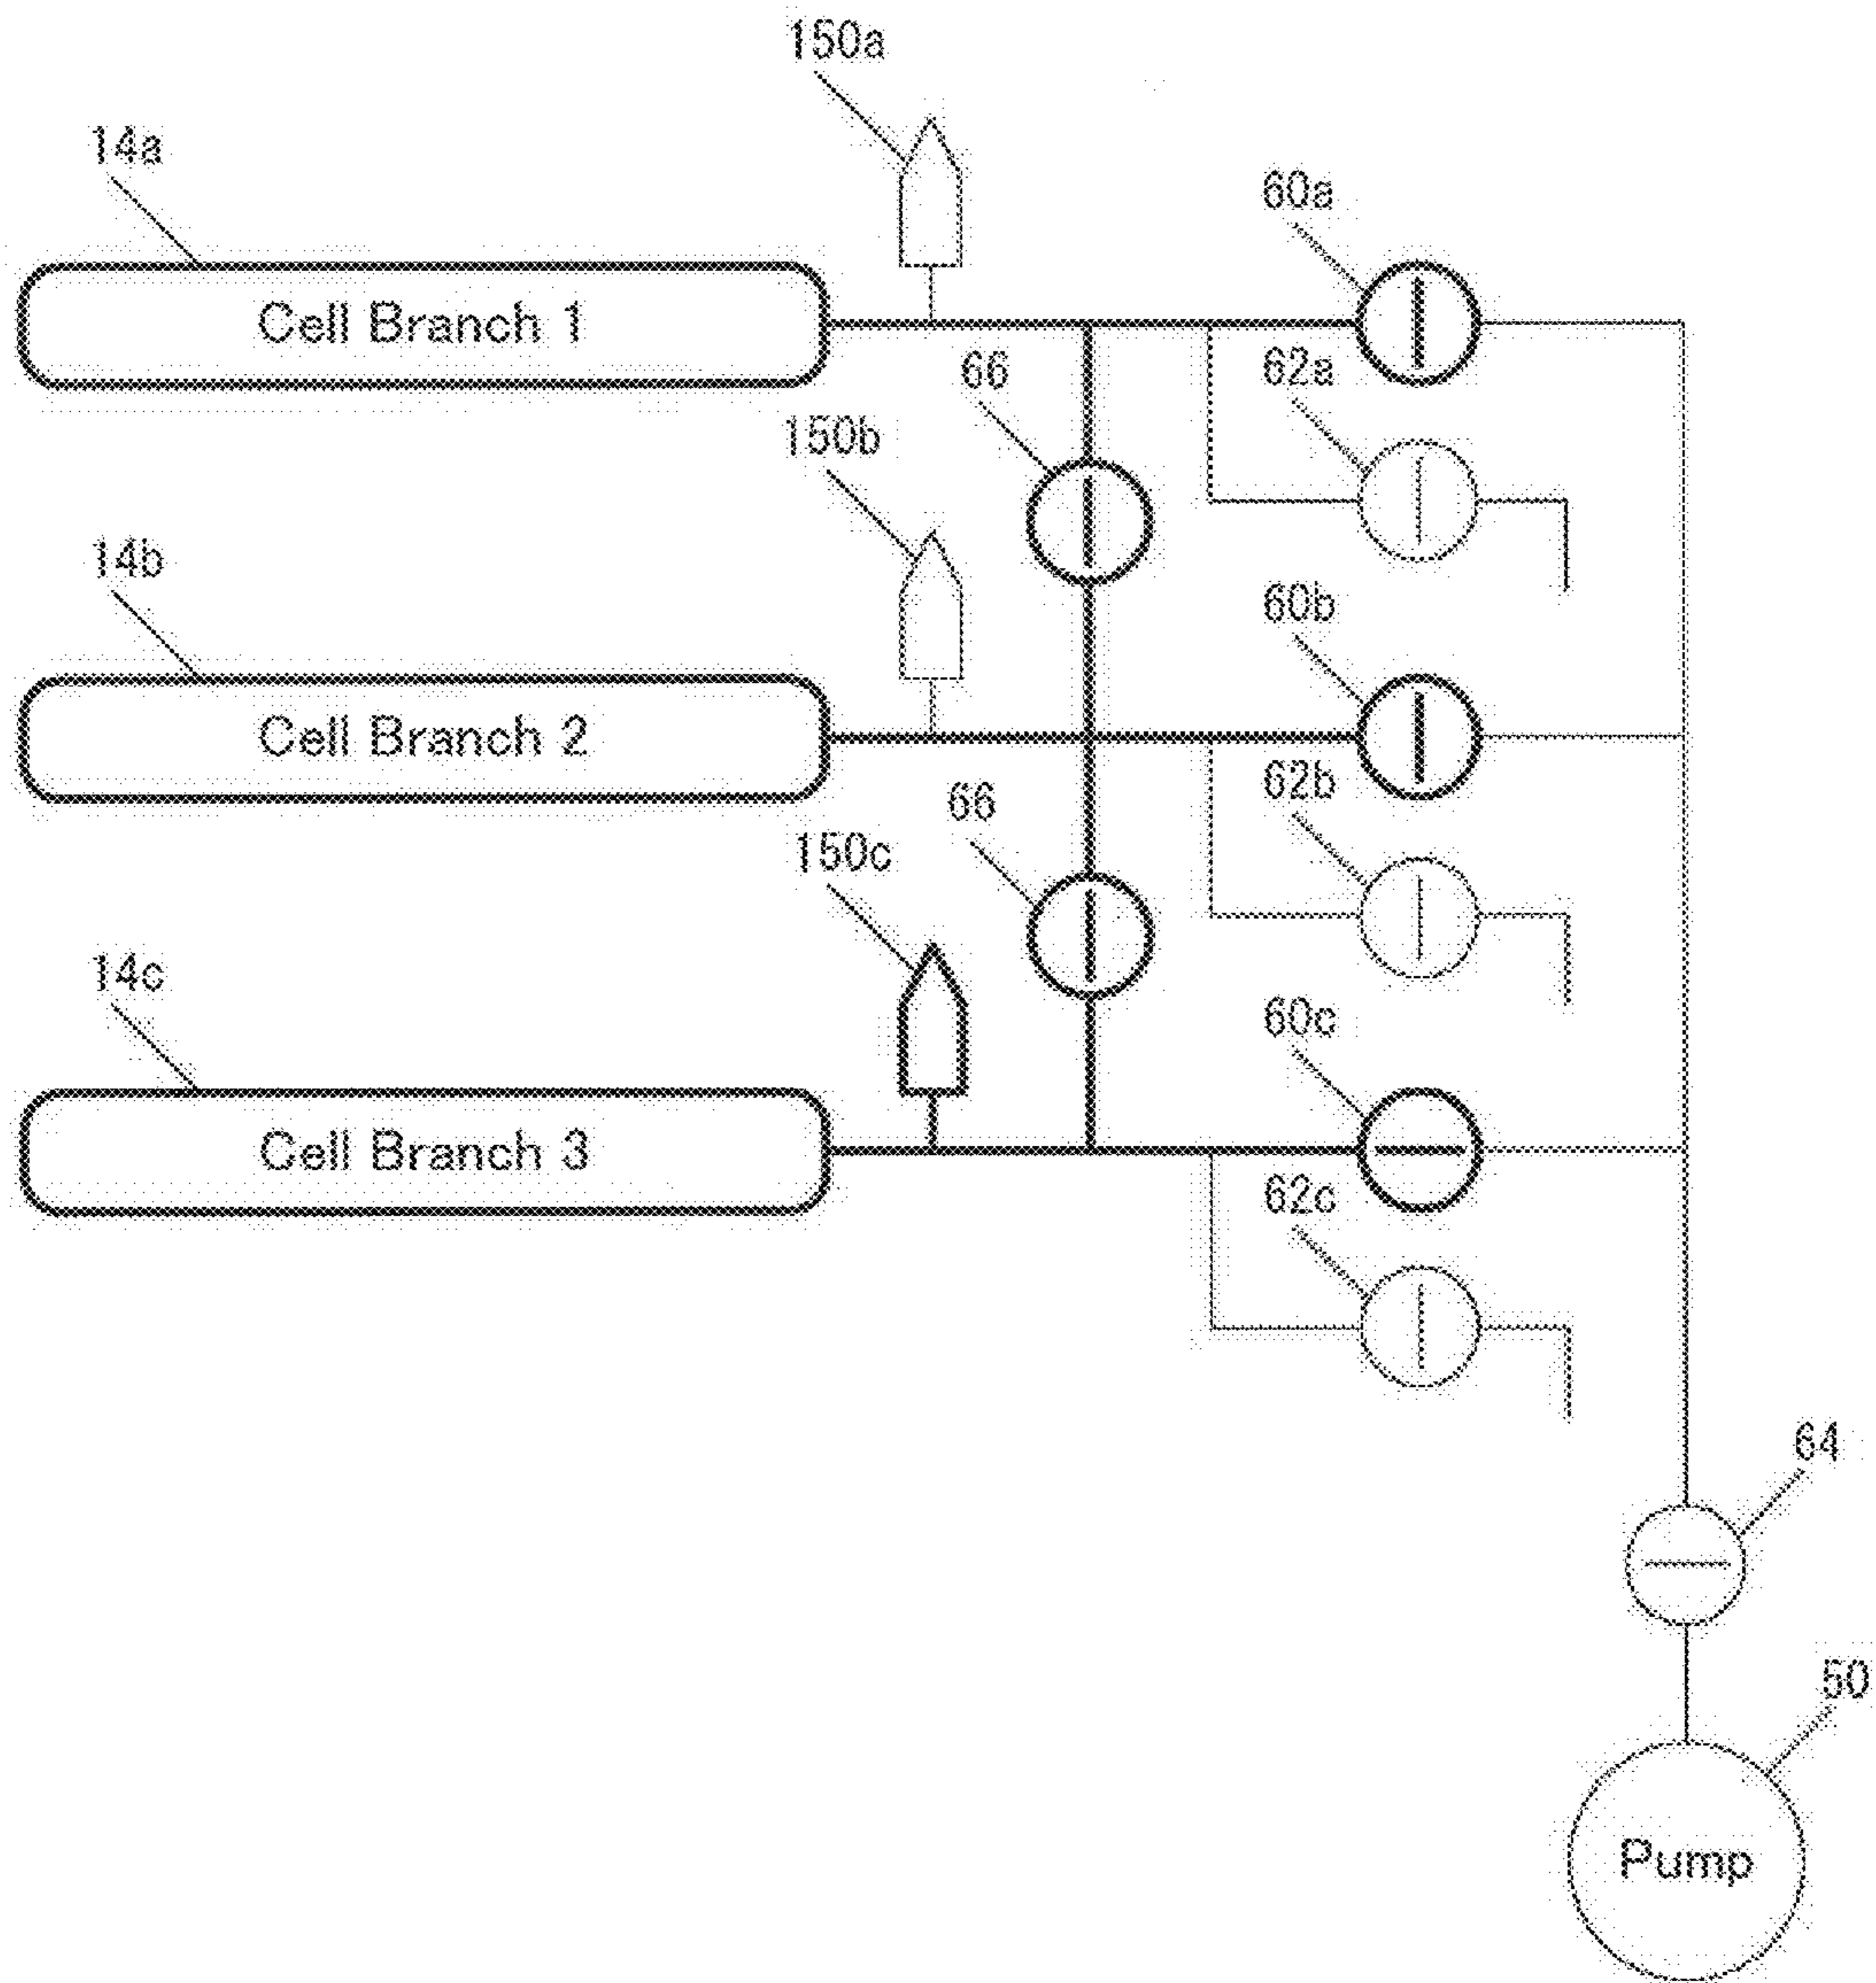 150a
14a
60a
Cell Branch 1
66
62a
150b
14b
60b
Cell Branch 2
66
62b
150c
14c
60c
Cell Branch 3
62c
64
50
Pump